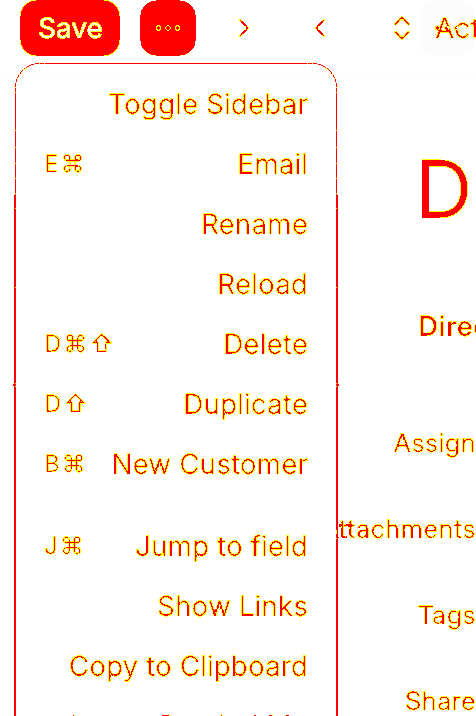 Save
Toggle Sidebar
E⌘ Email
Rename
Reload
D⌘⇧ Delete
D⇧ Duplicate
B⌘ New Customer
J⌘ Jump to field
Show Links
Copy to Clipboard
Act
D
Dire
Assign
ttachments
Tags
Share